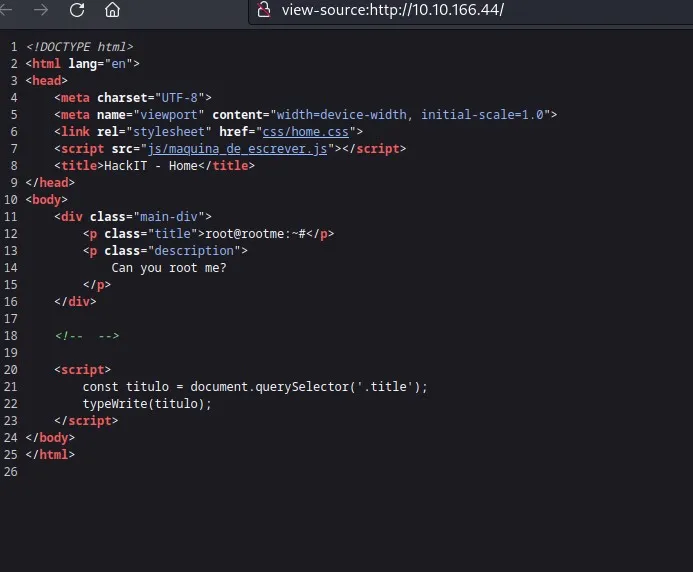 view-source:http://10.10.166.44/
1 <!DOCTYPE html>
2 <html lang="en">
3 <head>
4     <meta charset="UTF-8">
5     <meta name="viewport" content="width=device-width, initial-scale=1.0">
6     <link rel="stylesheet" href="css/home.css">
7     <script src="js/maquina_de_escrever.js"></script>
8     <title>HackIT - Home</title>
9 </head>
10 <body>
11     <div class="main-div">
12         <p class="title">root@rootme:~#</p>
13         <p class="description">
14             Can you root me?
15         </p>
16     </div>
17
18     <!--  -->
19
20     <script>
21         const titulo = document.querySelector('.title');
22         typeWrite(titulo);
23     </script>
24 </body>
25 </html>
26